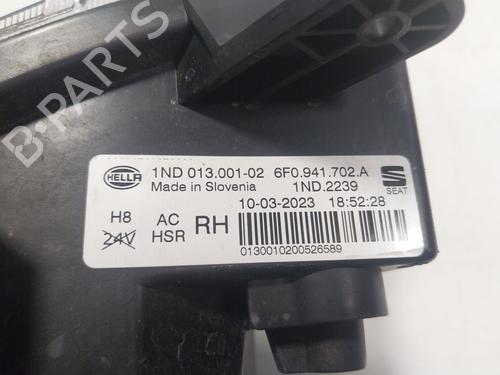 B-PARTS
HELLA 1ND 013.001-02 6F0.941.702.A
Made in Slovenia 1ND.2239 SEAT
10-03-2023 18:52:28
H8 AC RH
24V HSR
0130010200526589